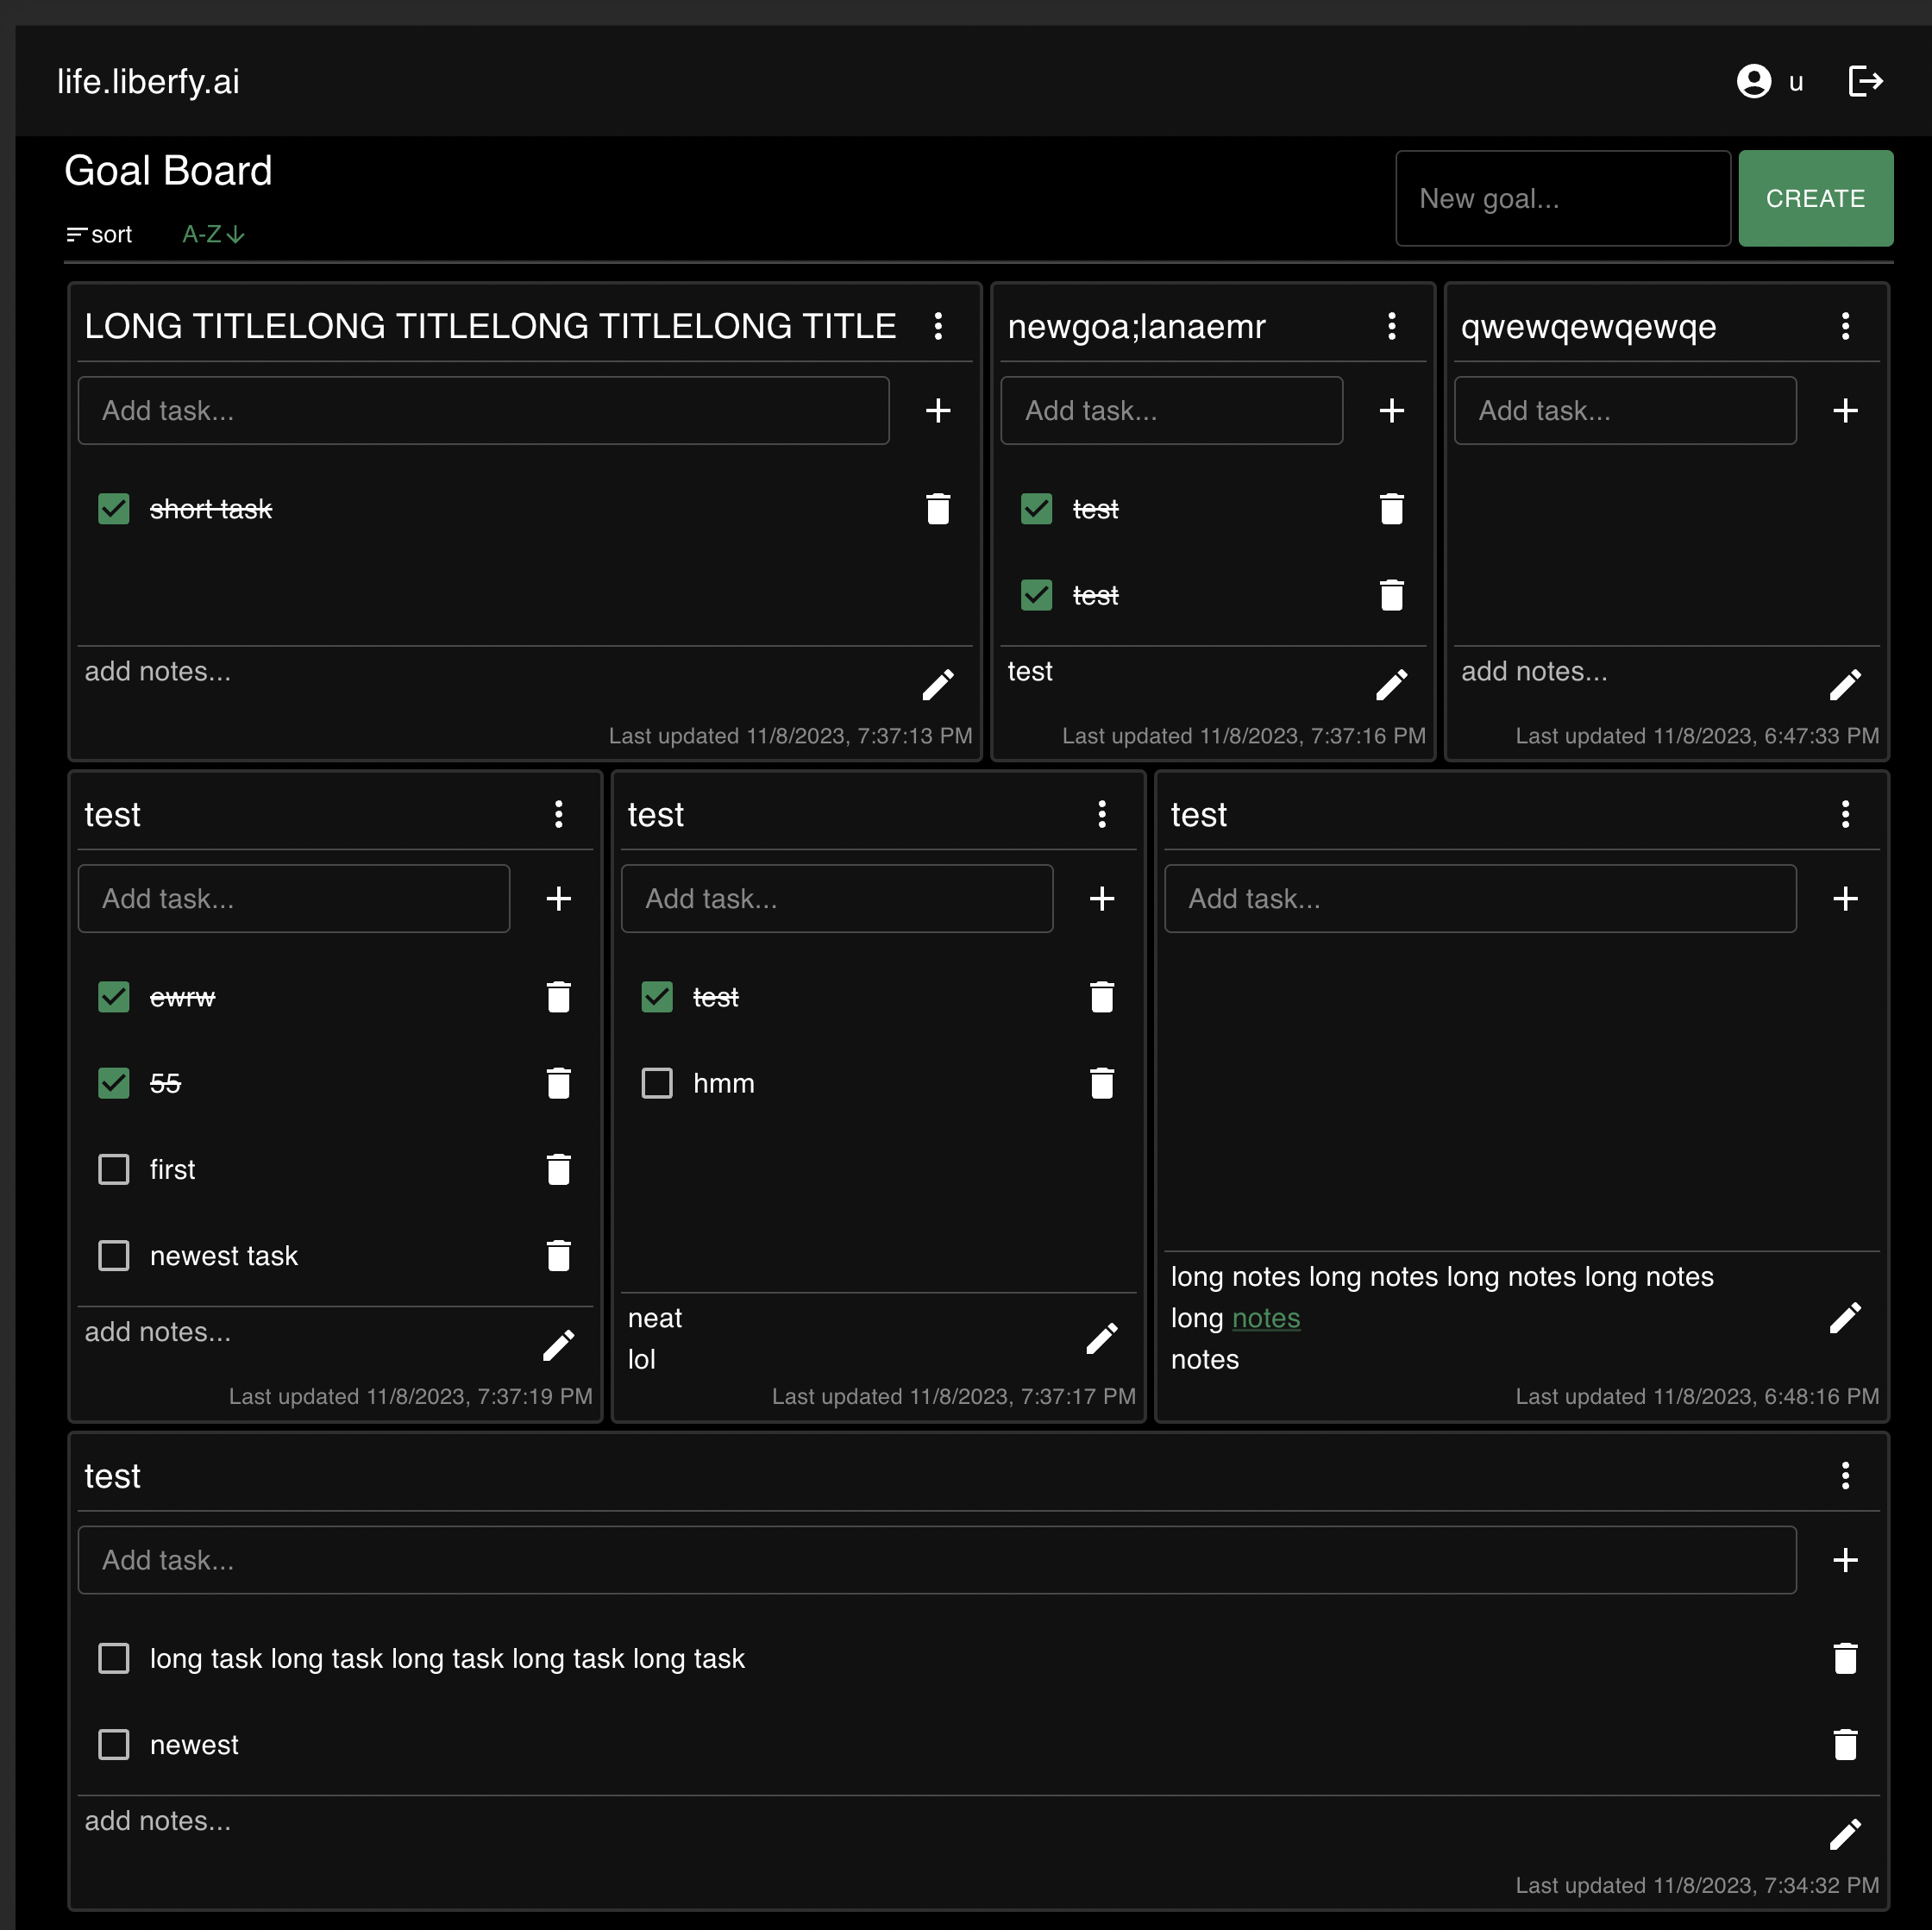 life.liberfy.ai
u
Goal Board
sort A-Z
New goal...
CREATE
LONG TITLELONG TITLELONG TITLELONG TITLE
Add task...
short task
add notes...
Last updated 11/8/2023, 7:37:13 PM
newgoa;lanaemr
Add task...
test
test
test
Last updated 11/8/2023, 7:37:16 PM
qwewqewqewqe
Add task...
add notes...
Last updated 11/8/2023, 6:47:33 PM
test
Add task...
ewrw
55
first
newest task
add notes...
Last updated 11/8/2023, 7:37:19 PM
test
Add task...
test
hmm
neat
lol
Last updated 11/8/2023, 7:37:17 PM
test
Add task...
long notes long notes long notes long notes
long notes
notes
Last updated 11/8/2023, 6:48:16 PM
test
Add task...
long task long task long task long task long task
newest
add notes...
Last updated 11/8/2023, 7:34:32 PM